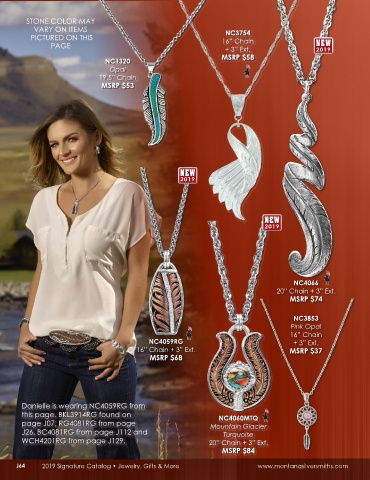 STONE COLOR MAY
VARY ON ITEMS
PICTURED ON THIS
PAGE
NC1320
Opal
19.5" Chain
MSRP $53
NC3754
16" Chain
+ 3" Ext.
MSRP $58
NEW
2019
NEW
2019
NEW
2019
NC4066
20" Chain + 3" Ext.
MSRP $74
NC4059RG
16" Chain + 3" Ext.
MSRP $68
NC3853
Pink Opal
16" Chain
+ 3" Ext.
MSRP $37
NC4060MTQ
Mountain Glacier
Turquoise
20" Chain + 3" Ext.
MSRP $84
Danielle is wearing NC4059RG from
this page, BKL3914RG found on
page J07, RG4081RG from page
J26, BC4081RG from page J112 and
WCH4201RG from page J129.
J64 2019 Signature Catalog • Jewelry, Gifts & More www.montanasilversmiths.com